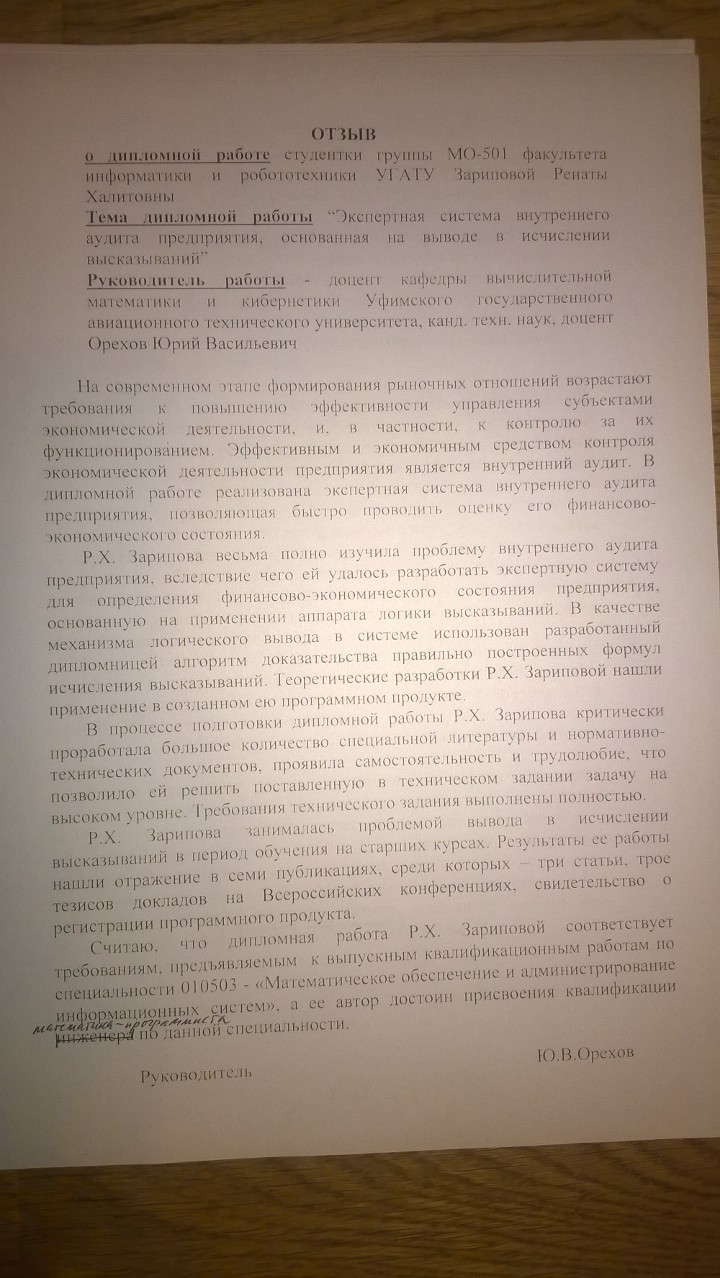 ОТЗЫВ
о дипломной работе студентки группы МО-501 факультета
информатики и робототехники УГАТУ Зариповой Ренаты
Халитовны
Тема дипломной работы “Экспертная система внутреннего
аудита предприятия, основанная на выводе в исчислении
высказываний”
Руководитель работы - доцент кафедры вычислительной
математики и кибернетики Уфимского государственного
авиационного технического университета, канд. техн. наук, доцент
Орехов Юрий Васильевич
На современном этапе формирования рыночных отношений возрастают
требования к повышению эффективности управления субъектами
экономической деятельности, и, в частности, к контролю за их
функционированием. Эффективным и экономичным средством контроля
экономической деятельности предприятия является внутренний аудит. В
дипломной работе реализована экспертная система внутреннего аудита
предприятия, позволяющая быстро проводить оценку его финансово-
экономического состояния.
Р.Х. Зарипова весьма полно изучила проблему внутреннего аудита
предприятия, вследствие чего ей удалось разработать экспертную систему
для определения финансово-экономического состояния предприятия,
основанную на применении аппарата логики высказываний. В качестве
механизма логического вывода в системе использован разработанный
дипломницей алгоритм доказательства правильно построенных формул
исчисления высказываний. Теоретические разработки Р.Х. Зариповой нашли
применение в созданном ею программном продукте.
В процессе подготовки дипломной работы Р.Х. Зарипова критически
проработала большое количество специальной литературы и нормативно-
технических документов, проявила самостоятельность и трудолюбие, что
позволило ей решить поставленную в техническом задании задачу на
высоком уровне. Требования технического задания выполнены полностью.
Р.Х. Зарипова занималась проблемой вывода в исчислении
высказываний в период обучения на старших курсах. Результаты ее работы
нашли отражение в семи публикациях, среди которых – три статьи, трое
тезисов докладов на Всероссийских конференциях, свидетельство о
регистрации программного продукта.
Считаю, что дипломная работа Р.Х. Зариповой соответствует
требованиям, предъявляемым к выпускным квалификационным работам по
специальности 010503 - «Математическое обеспечение и администрирование
информационных систем», а ее автор достоин присвоения квалификации
математика-программиста
инженера по данной специальности.
Руководитель Ю.В.Орехов